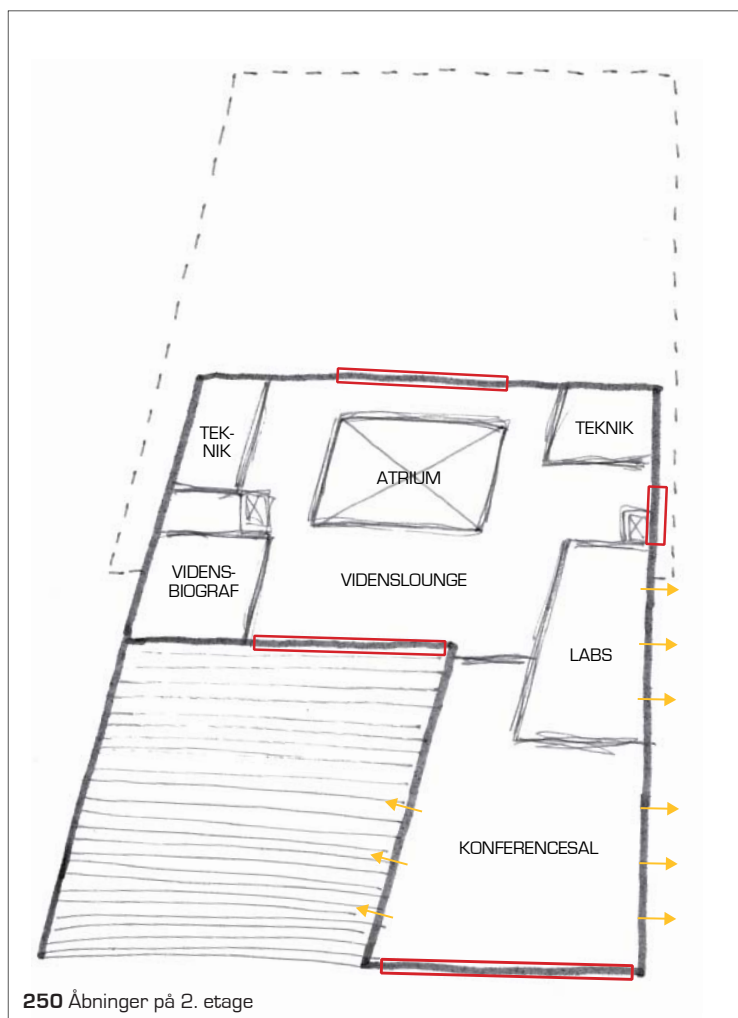 TEK-
NIK
TEKNIK
ATRIUM
VIDENS-
BIOGRAF
VIDENSLOUNGE
LABS
KONFERENCESAL
250 Åbninger på 2. etage